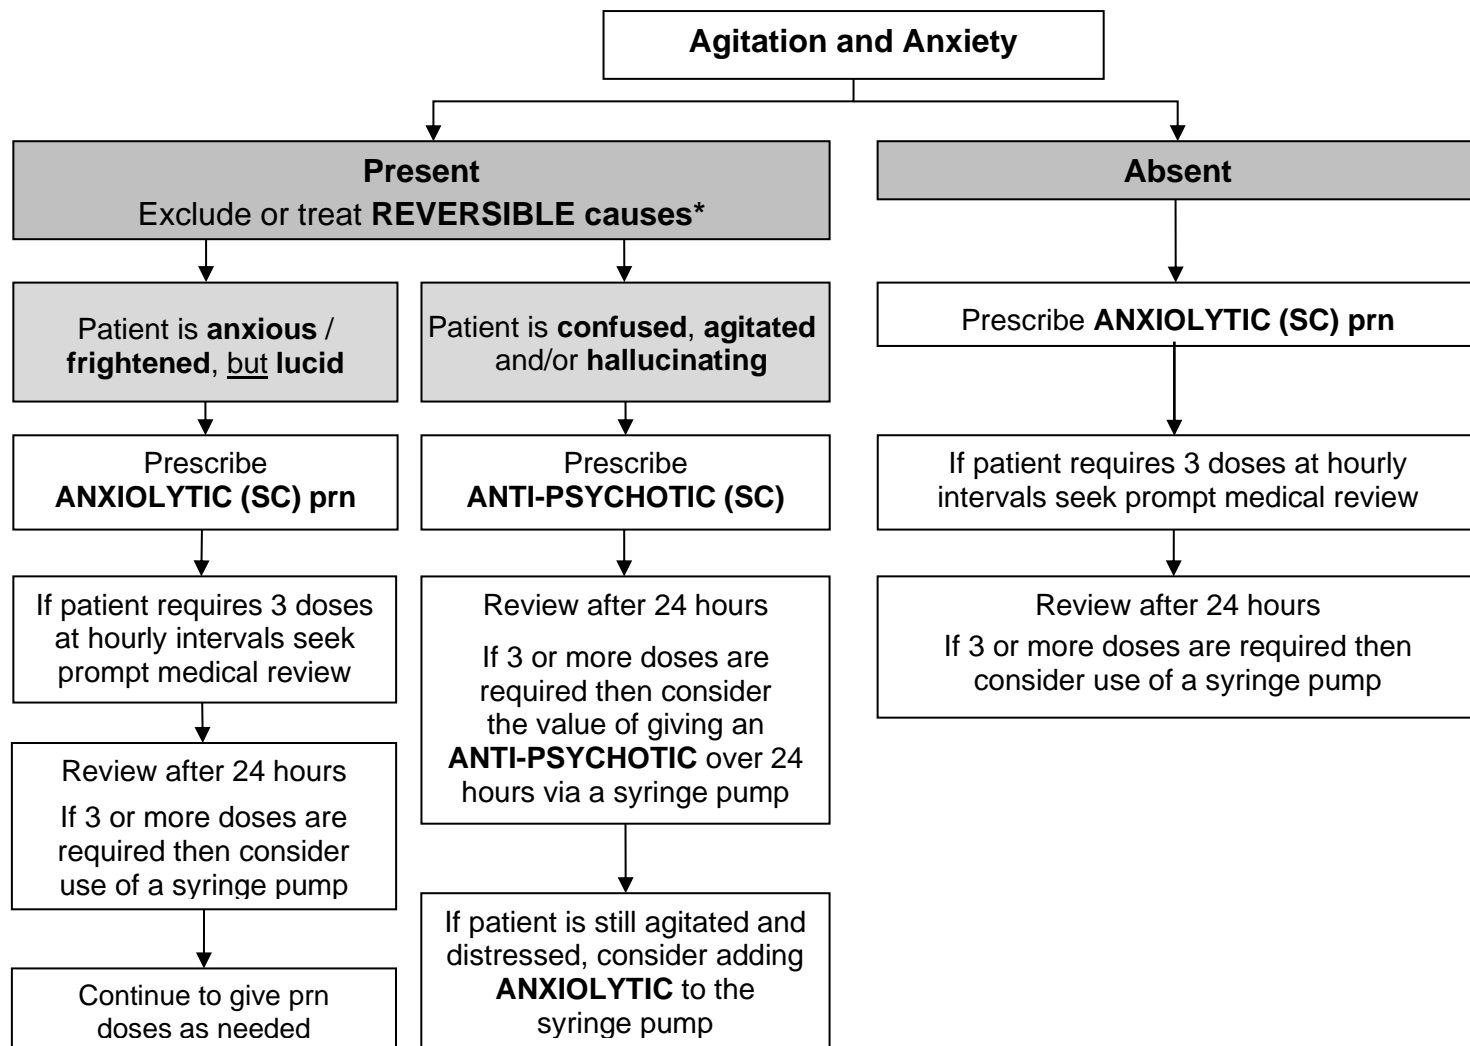 Agitation and Anxiety
Present
Exclude or treat REVERSIBLE causes*
Patient is anxious /
frightened, but lucid
Prescribe
ANXIOLYTIC (SC) prn
If patient requires 3 doses
at hourly intervals seek
prompt medical review
Review after 24 hours
If 3 or more doses are
required then consider
use of a syringe pump
Continue to give prn
doses as needed
Patient is confused, agitated
and/or hallucinating
Prescribe
ANTI-PSYCHOTIC (SC)
Review after 24 hours
If 3 or more doses are
required then consider
the value of giving an
ANTI-PSYCHOTIC over 24
hours via a syringe pump
If patient is still agitated and
distressed, consider adding
ANXIOLYTIC to the
syringe pump
Absent
Prescribe ANXIOLYTIC (SC) prn
If patient requires 3 doses at hourly
intervals seek prompt medical review
Review after 24 hours
If 3 or more doses are required then
consider use of a syringe pump